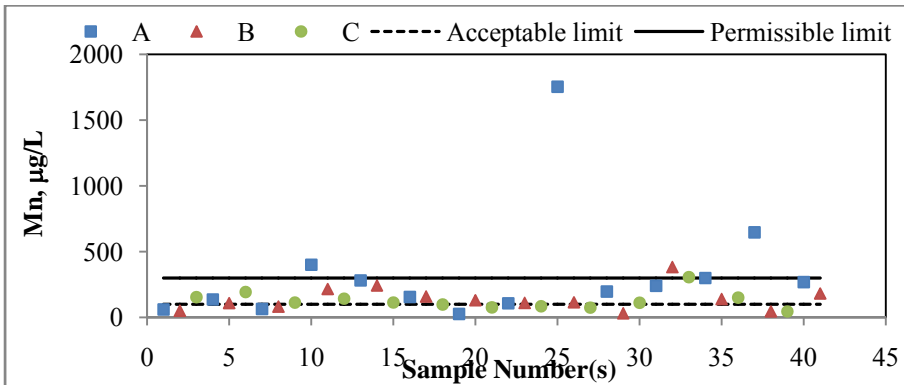 A B C Acceptable limit Permissible limit
2000
1500
1000
500
0
Mn, µg/L
0 5 10 15 20 25 30 35 40 45
Sample Number(s)